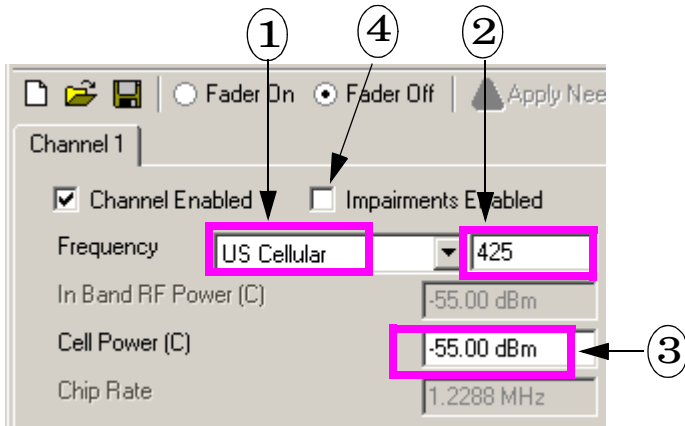 1 4 2
Fader On Fader Off Apply Nee
Channel 1
Channel Enabled Impairments Enabled
Frequency US Cellular 425
In Band RF Power (C) -55.00 dBm
Cell Power (C) -55.00 dBm
3
Chip Rate 1.2288 MHz